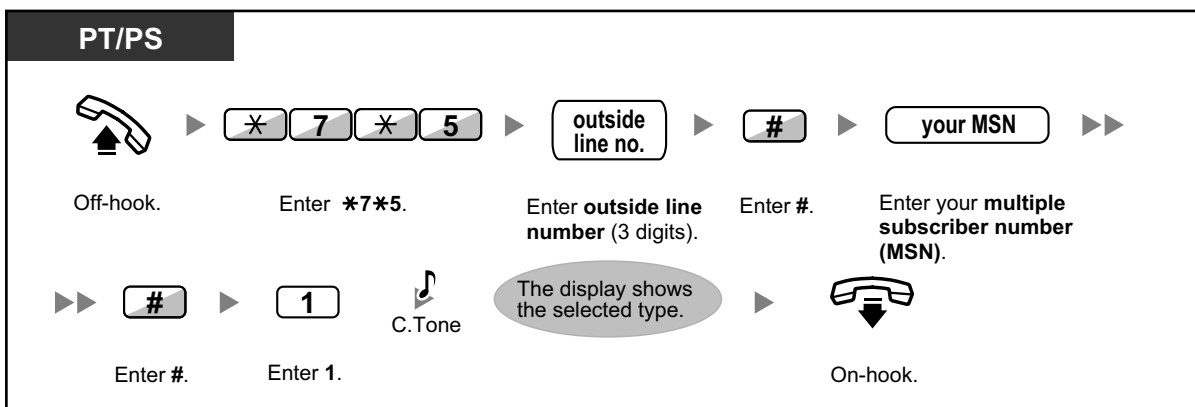 PT/PS
✳ 7 ✳ 5
outside
line no.
#
your MSN
Off-hook.
Enter ✳7✳5.
Enter outside line
number (3 digits).
Enter #.
Enter your multiple
subscriber number
(MSN).
#
1
C.Tone
The display shows
the selected type.
Enter #.
Enter 1.
On-hook.